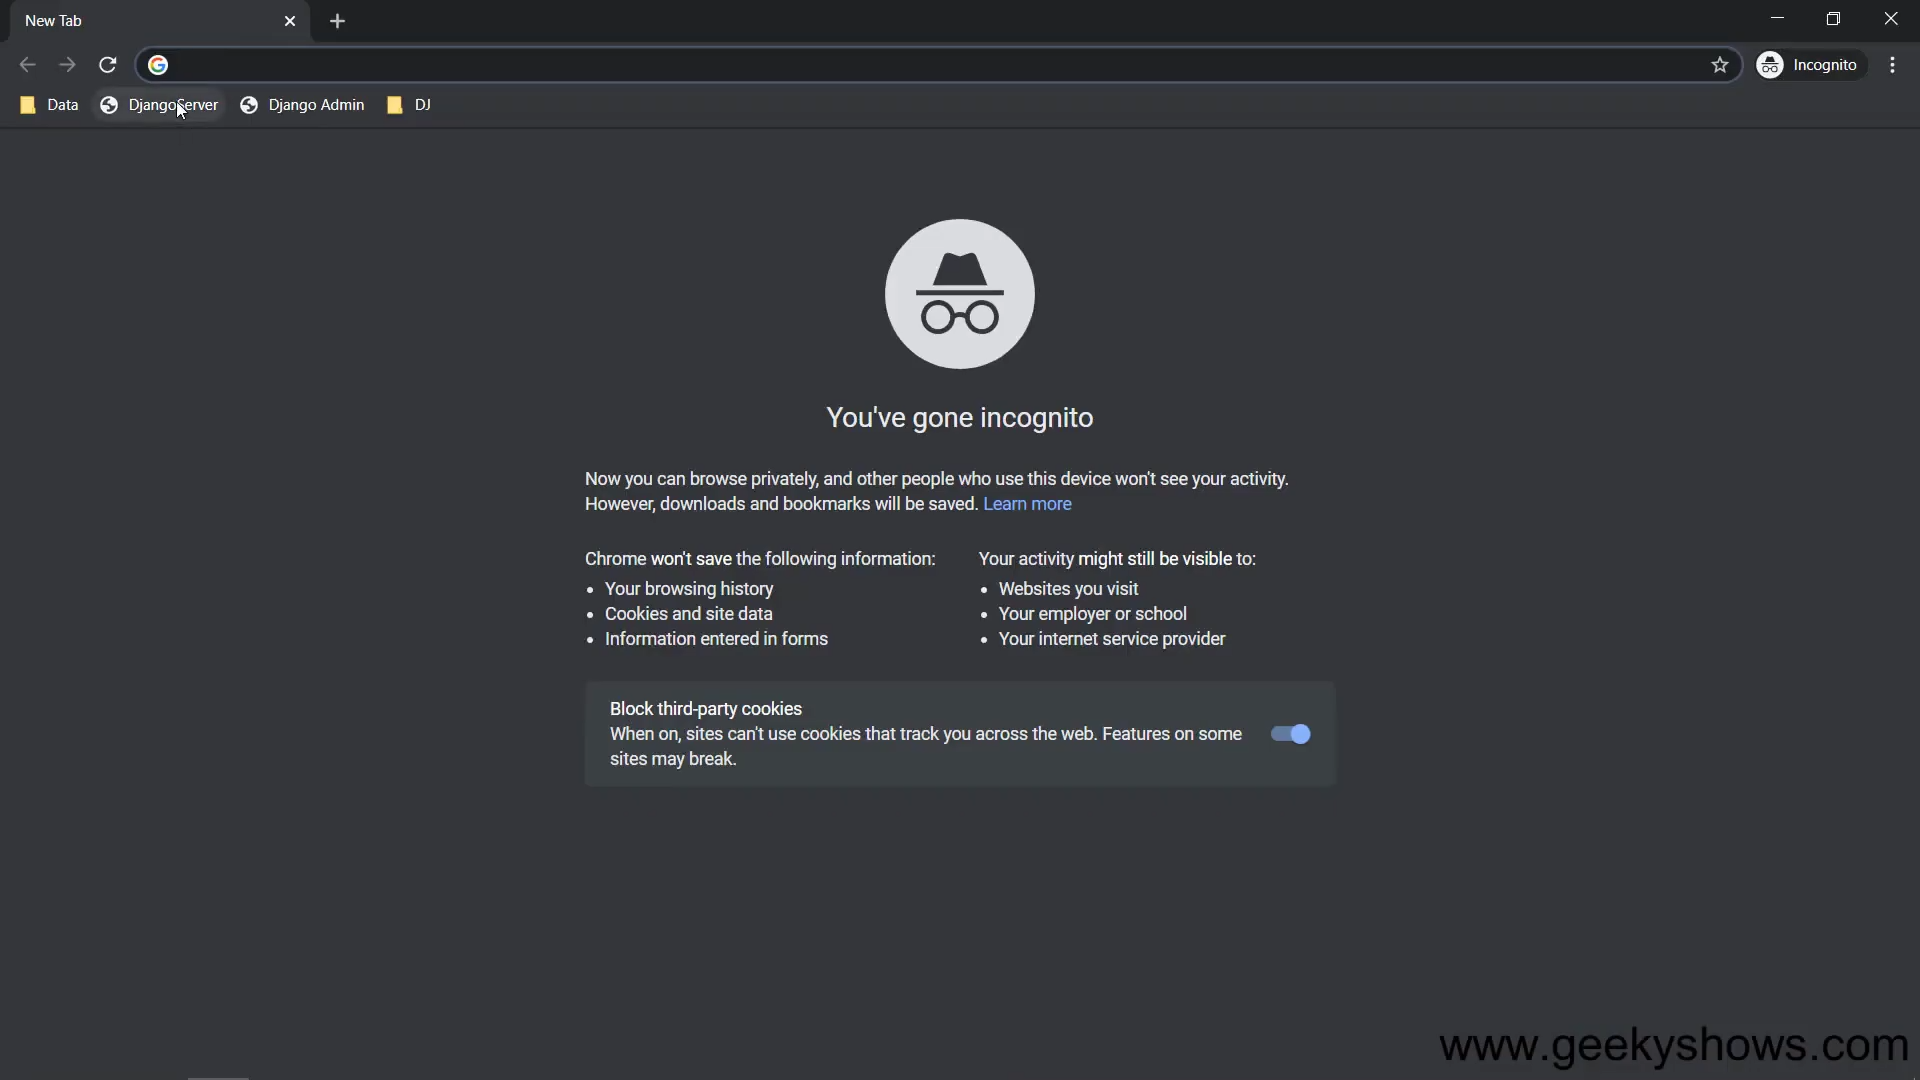 New Tab
Incognito
Data
DjangoServer
Django Admin
DJ
You've gone incognito
Now you can browse privately, and other people who use this device won't see your activity.
However, downloads and bookmarks will be saved. Learn more
Chrome won't save the following information:
Your browsing history
Cookies and site data
Information entered in forms
Your activity might still be visible to:
Websites you visit
Your employer or school
Your internet service provider
Block third-party cookies
When on, sites can't use cookies that track you across the web. Features on some
sites may break.
www.geekyshows.com